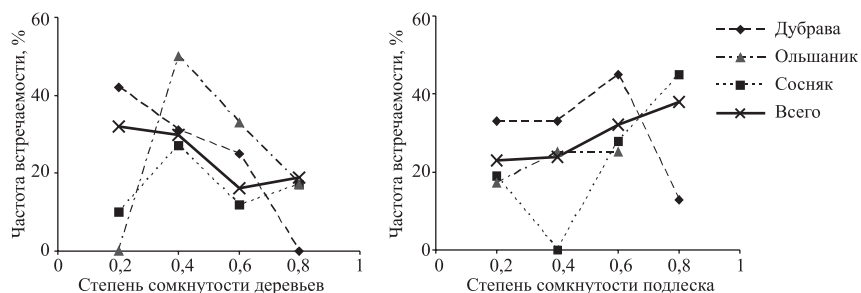 Частота встречаемости, %
60
40
20
0
0
0,2
0,4
0,6
0,8
1
Степень сомкнутости деревьев
Частота встречаемости, %
60
40
20
0
0
0,2
0,4
0,6
0,8
1
Степень сомкнутости подлеска
Дубрава
Ольшаник
Сосняк
Всего